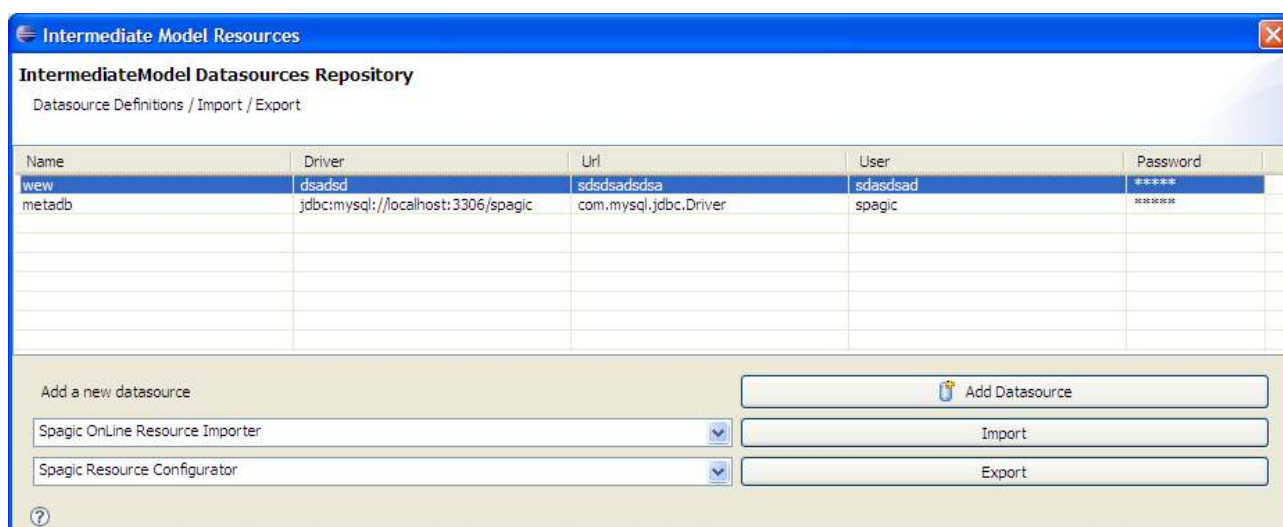 Intermediate Model Resources
IntermediateModel Datasources Repository
Datasource Definitions / Import / Export
Name Driver Url User Password
wew dsadsd sdsdsadsdsa sdasdsad *****
metadb jdbc:mysql://localhost:3306/spagic com.mysql.jdbc.Driver spagic *****
Add a new datasource Add Datasource
Spagic OnLine Resource Importer Import
Spagic Resource Configurator Export
?